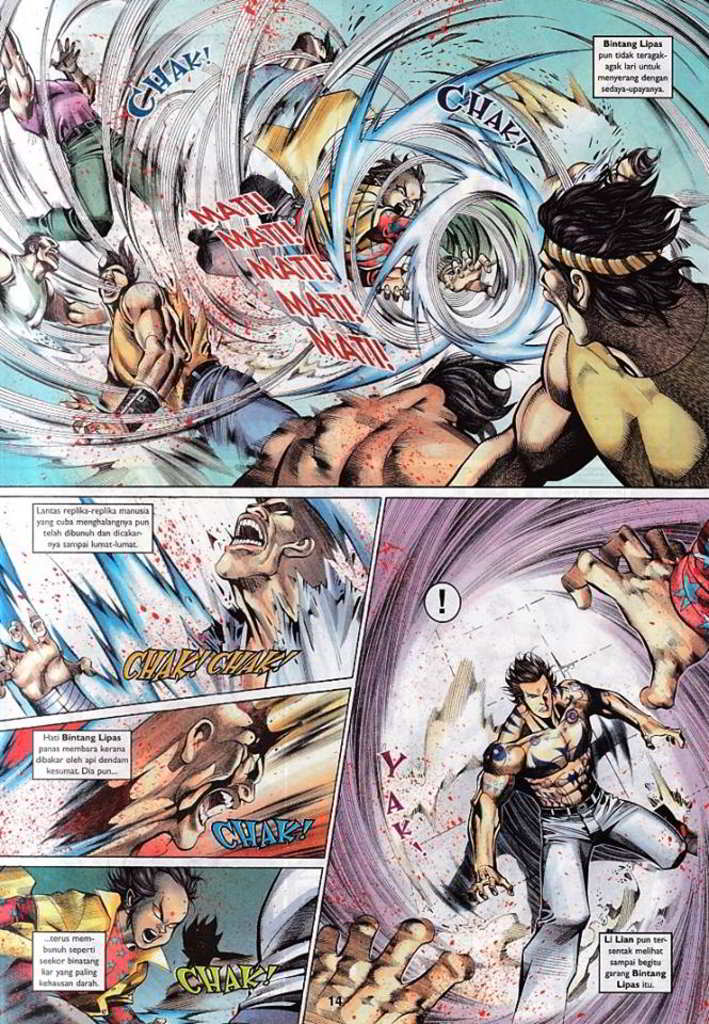 Bintang Lipas
pun tidak teragak-
agak lari untuk
menyerang dengan
sedaya-upayanya.
CHAK!
CHAK!
MATI!
MATI!
MATI!
MATI!
MATI!
Lantas replika-replika manusia
yang cuba menghalangnya pun
telah dibunuh dan dicakar-
nya sampai lumat-lumat.
CHAK! CHAK!
Hati Bintang Lipas
panas membara kerana
dibakar oleh api dendam
kesumat. Dia pun...
CHAK!
...terus mem-
bunuh seperti
seekor binatang
liar yang paling
kehausan darah.
CHAK!
!
YAAK!
Li Lian pun ter-
sentak melihat
sampai begitu
garang Bintang
Lipas itu.
14